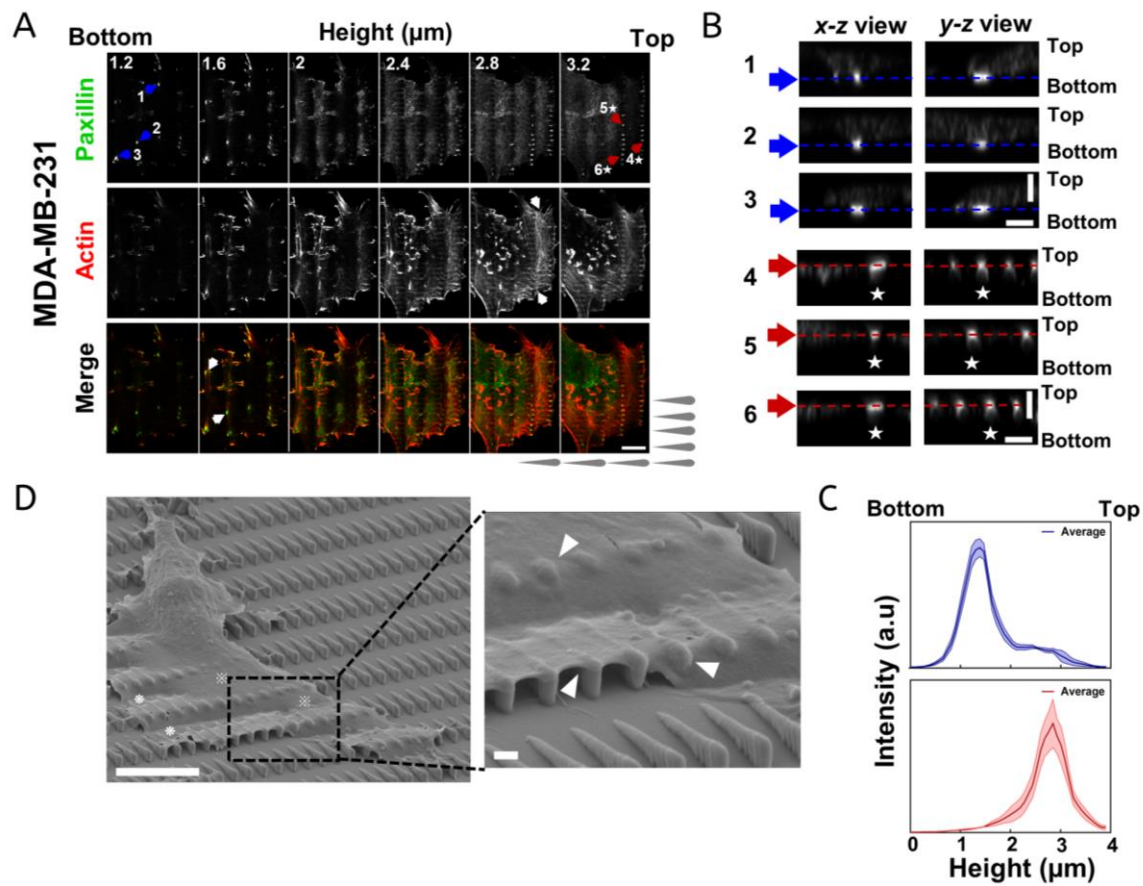 A
Bottom
Height (µm)
Top
1.2
1.6
2
2.4
2.8
3.2
1
2
3
5★
4★
6★
MDA-MB-231
Paxillin
Actin
Merge
B
x-z view
y-z view
1
Top
Bottom
2
Top
Bottom
3
Top
Bottom
4
Top
Bottom
5
Top
Bottom
6
Top
Bottom
D
C
Bottom
Top
Average
Average
Intensity (a.u)
0 1 2 3 4
Height (µm)